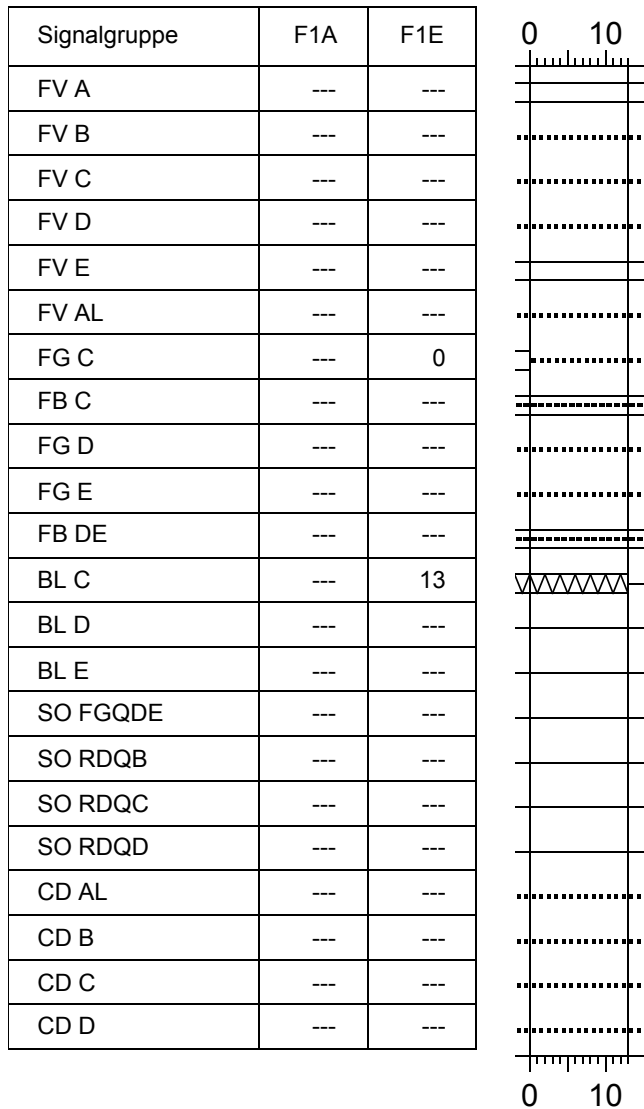 Signalgruppe F1A F1E 0 10
FV A --- ---
FV B --- ---
FV C --- ---
FV D --- ---
FV E --- ---
FV AL --- ---
FG C --- 0
FB C --- ---
FG D --- ---
FG E --- ---
FB DE --- ---
BL C --- 13
BL D --- ---
BL E --- ---
SO FGQDE --- ---
SO RDQB --- ---
SO RDQC --- ---
SO RDQD --- ---
CD AL --- ---
CD B --- ---
CD C --- ---
CD D --- ---
0 10